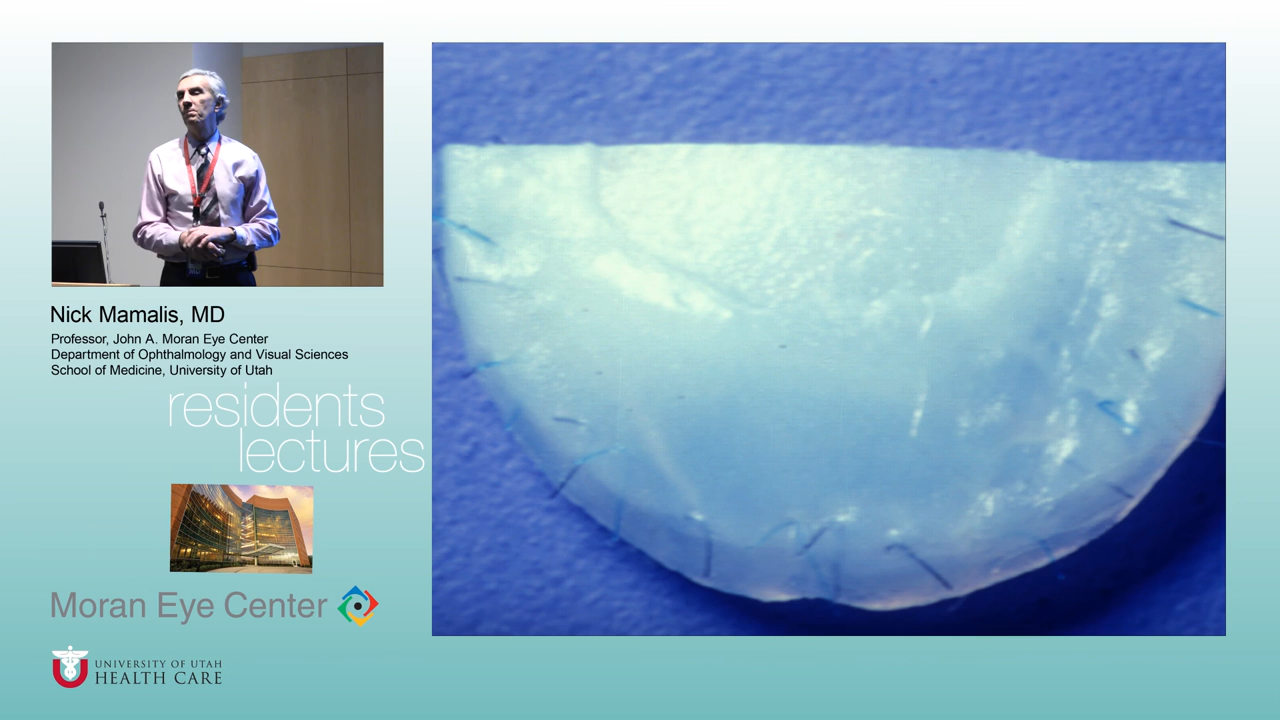 Nick Mamalis, MD
Professor, John A. Moran Eye Center
Department of Ophthalmology and Visual Sciences
School of Medicine, University of Utah
residents
lectures
Moran Eye Center
UNIVERSITY OF UTAH
HEALTH CARE